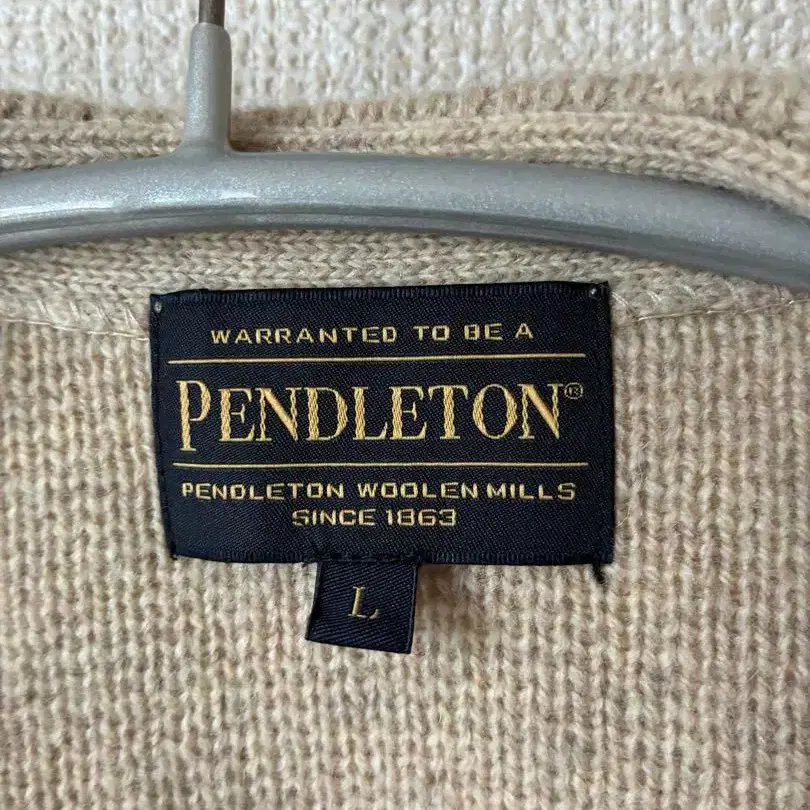 WARRANTED TO BE A
PENDLETON®
PENDLETON WOOLEN MILLS
SINCE 1863
L